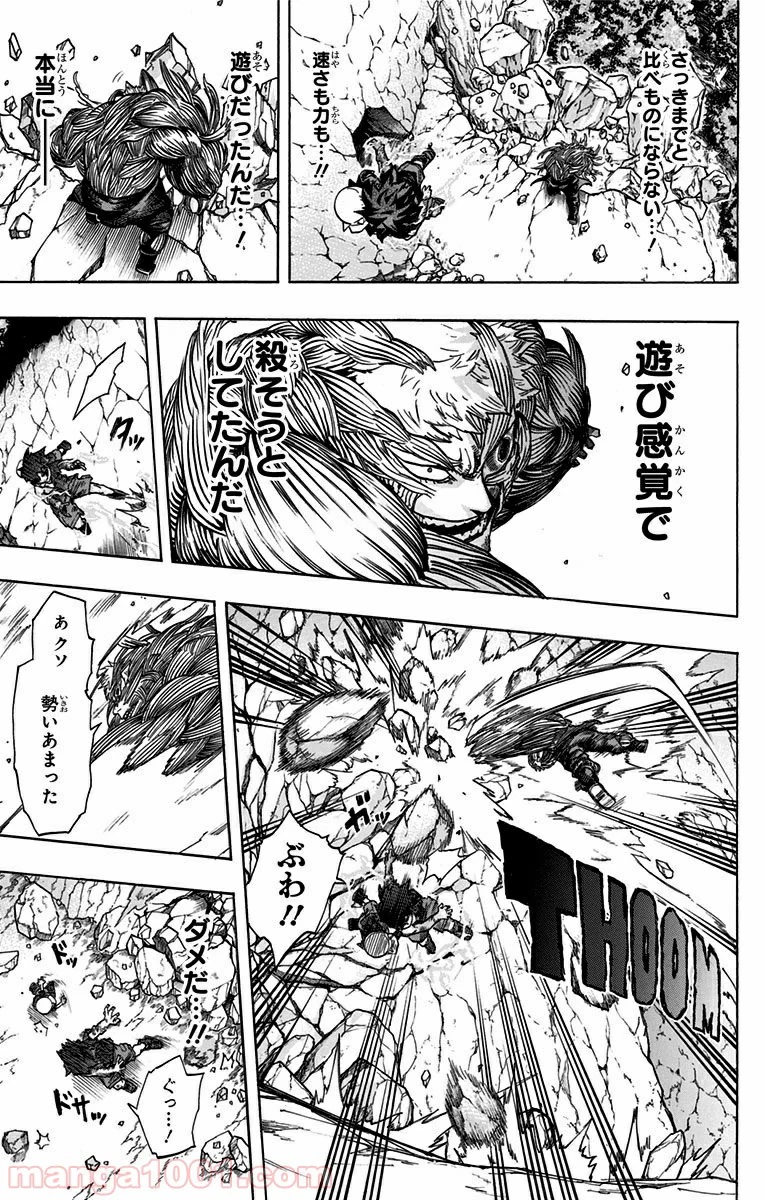 さっきまでと
比べものにならない…！
速さも力も…！！
遊びだったんだ…！
本当に――
遊び感覚で
殺そうと
してたんだ
ダッ
ガッ
THOOM
ぶわ！！
あクソ
勢いあまった
ダメだ…！！
ドッ
ぐっ…！
ドサッ
manga1001.com